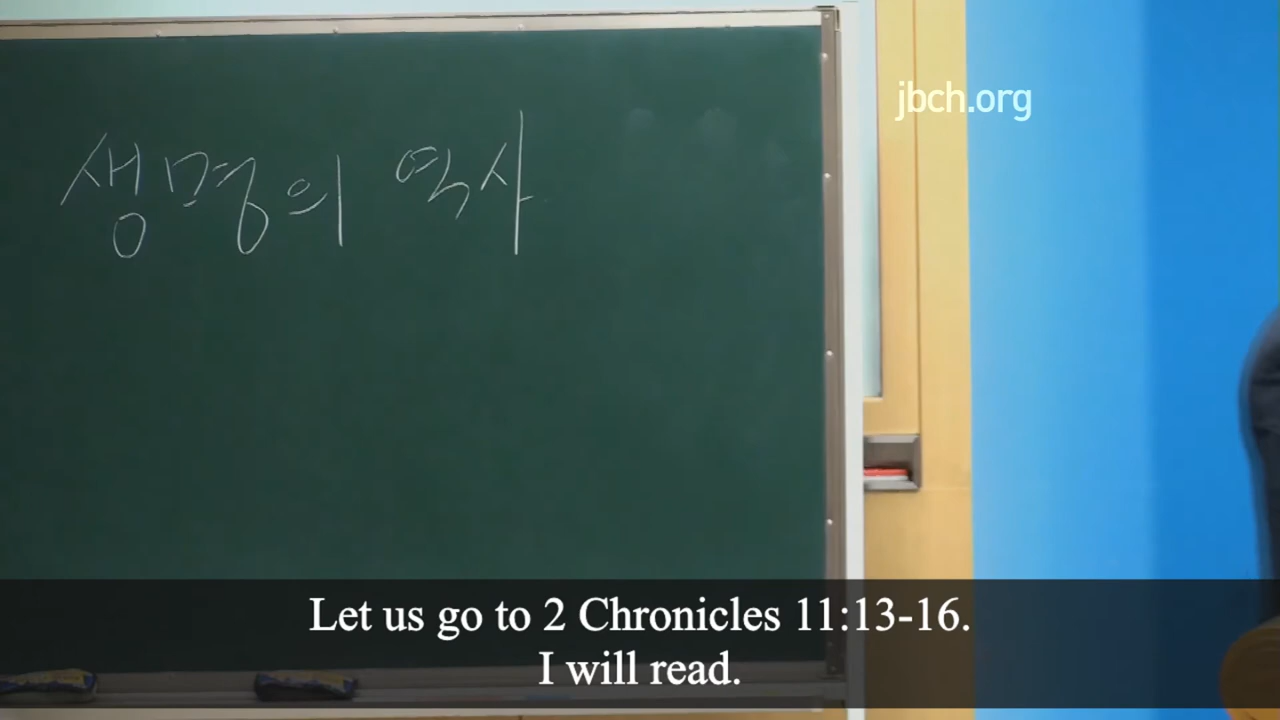 jbch.org
생명의 역사
Let us go to 2 Chronicles 11:13-16.
I will read.